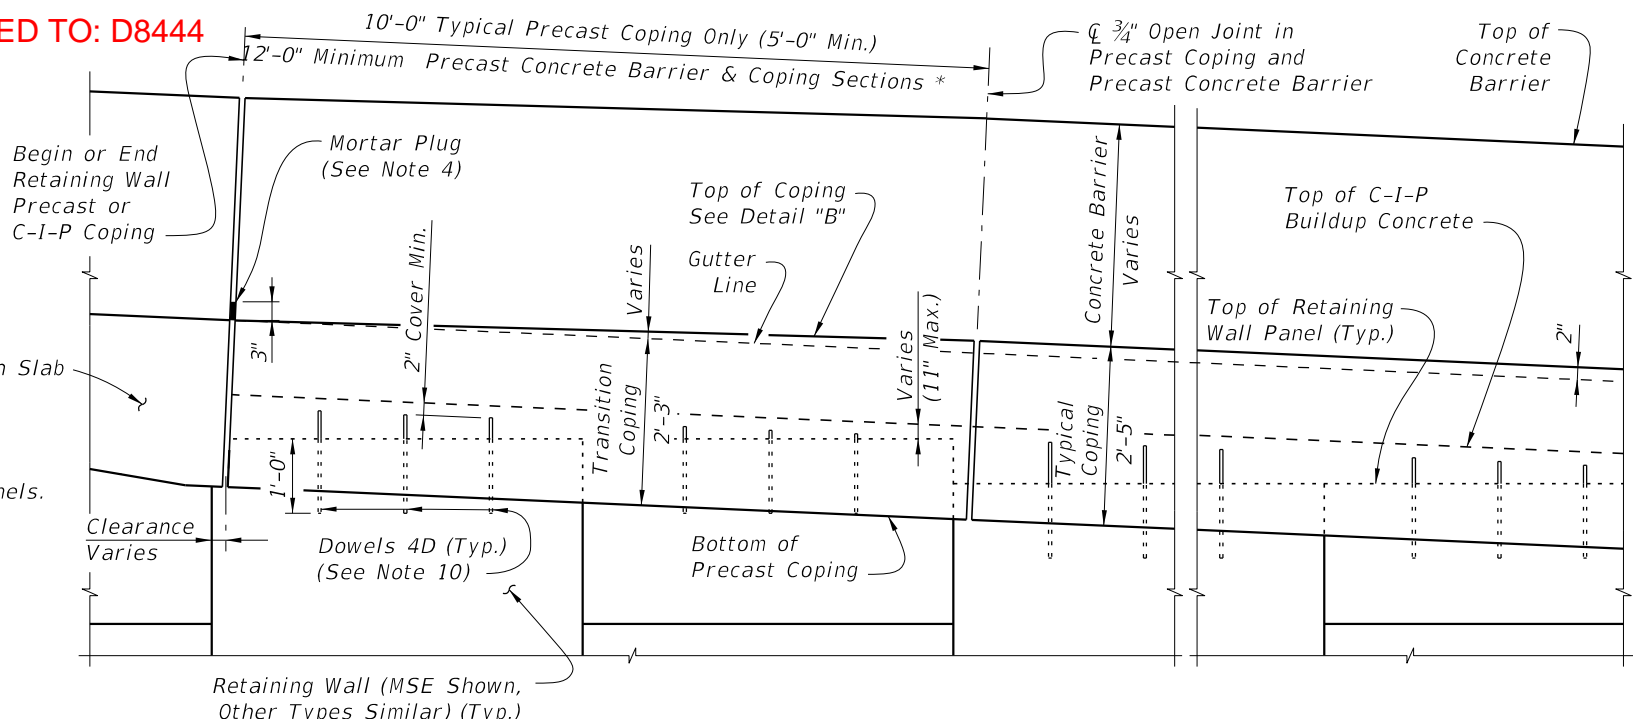 ED TO: D8444
10'-0" Typical Precast Coping Only (5'-0" Min.)
12'-0" Minimum Precast Concrete Barrier & Coping Sections *
℄ ¾" Open Joint in
Precast Coping and
Precast Concrete Barrier
Top of
Concrete
Barrier
Begin or End
Retaining Wall
Precast or
C-I-P Coping
Mortar Plug
(See Note 4)
2" Cover Min.
Varies
Top of Coping
See Detail "B"
Gutter
Line
Concrete Barrier
Varies
Top of C-I-P
Buildup Concrete
Top of Retaining
Wall Panel (Typ.)
2"
3"
Varies
(11" Max.)
Slab
Transition
Coping
2'-3"
Typical
Coping
2'-5"
1'-0"
nels.
Clearance
Varies
Dowels 4D (Typ.)
(See Note 10)
Bottom of
Precast Coping
Retaining Wall (MSE Shown,
Other Types Similar) (Typ.)